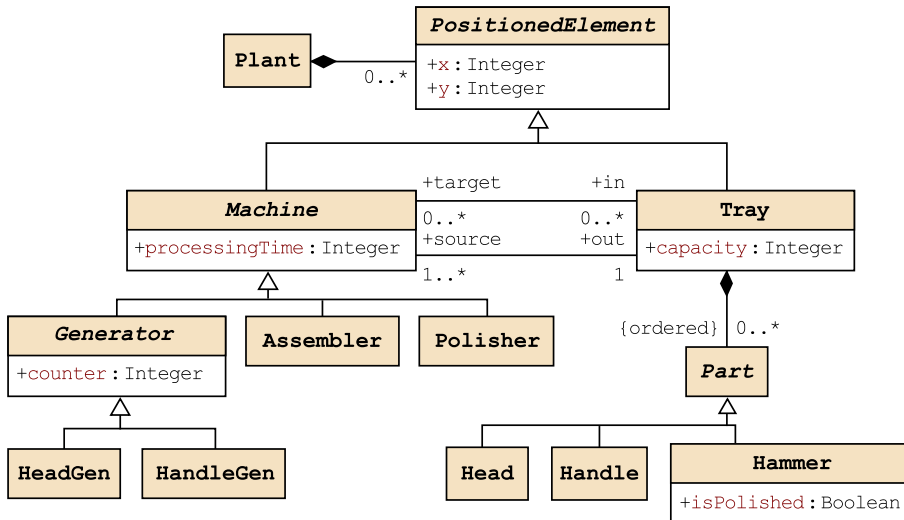 PositionedElement
Plant
+x:Integer
0..*
+y:Integer
+target
+in
Machine
Tray
0..*
0..*
+processingTime:Integer
+source
+out
+capacity:Integer
1..*
1
Generator
Assembler
Polisher
{ordered}
0..*
+counter:Integer
Part
HeadGen
HandleGen
Head
Handle
Hammer
+isPolished:Boolean